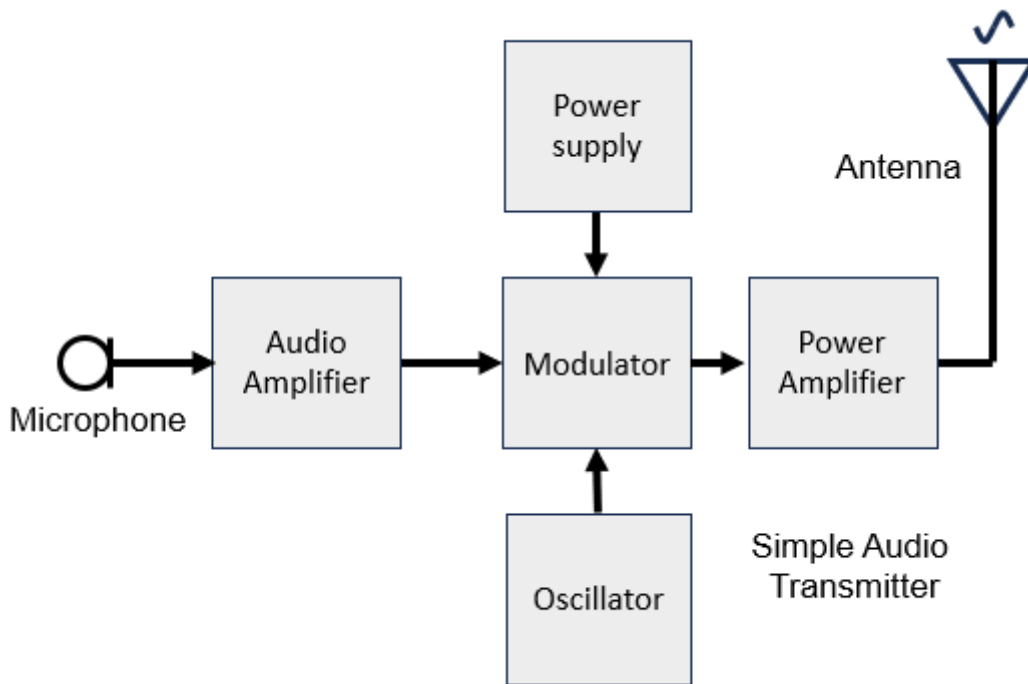 Power
supply
Antenna
Microphone
Audio
Amplifier
Modulator
Power
Amplifier
Oscillator
Simple Audio
Transmitter